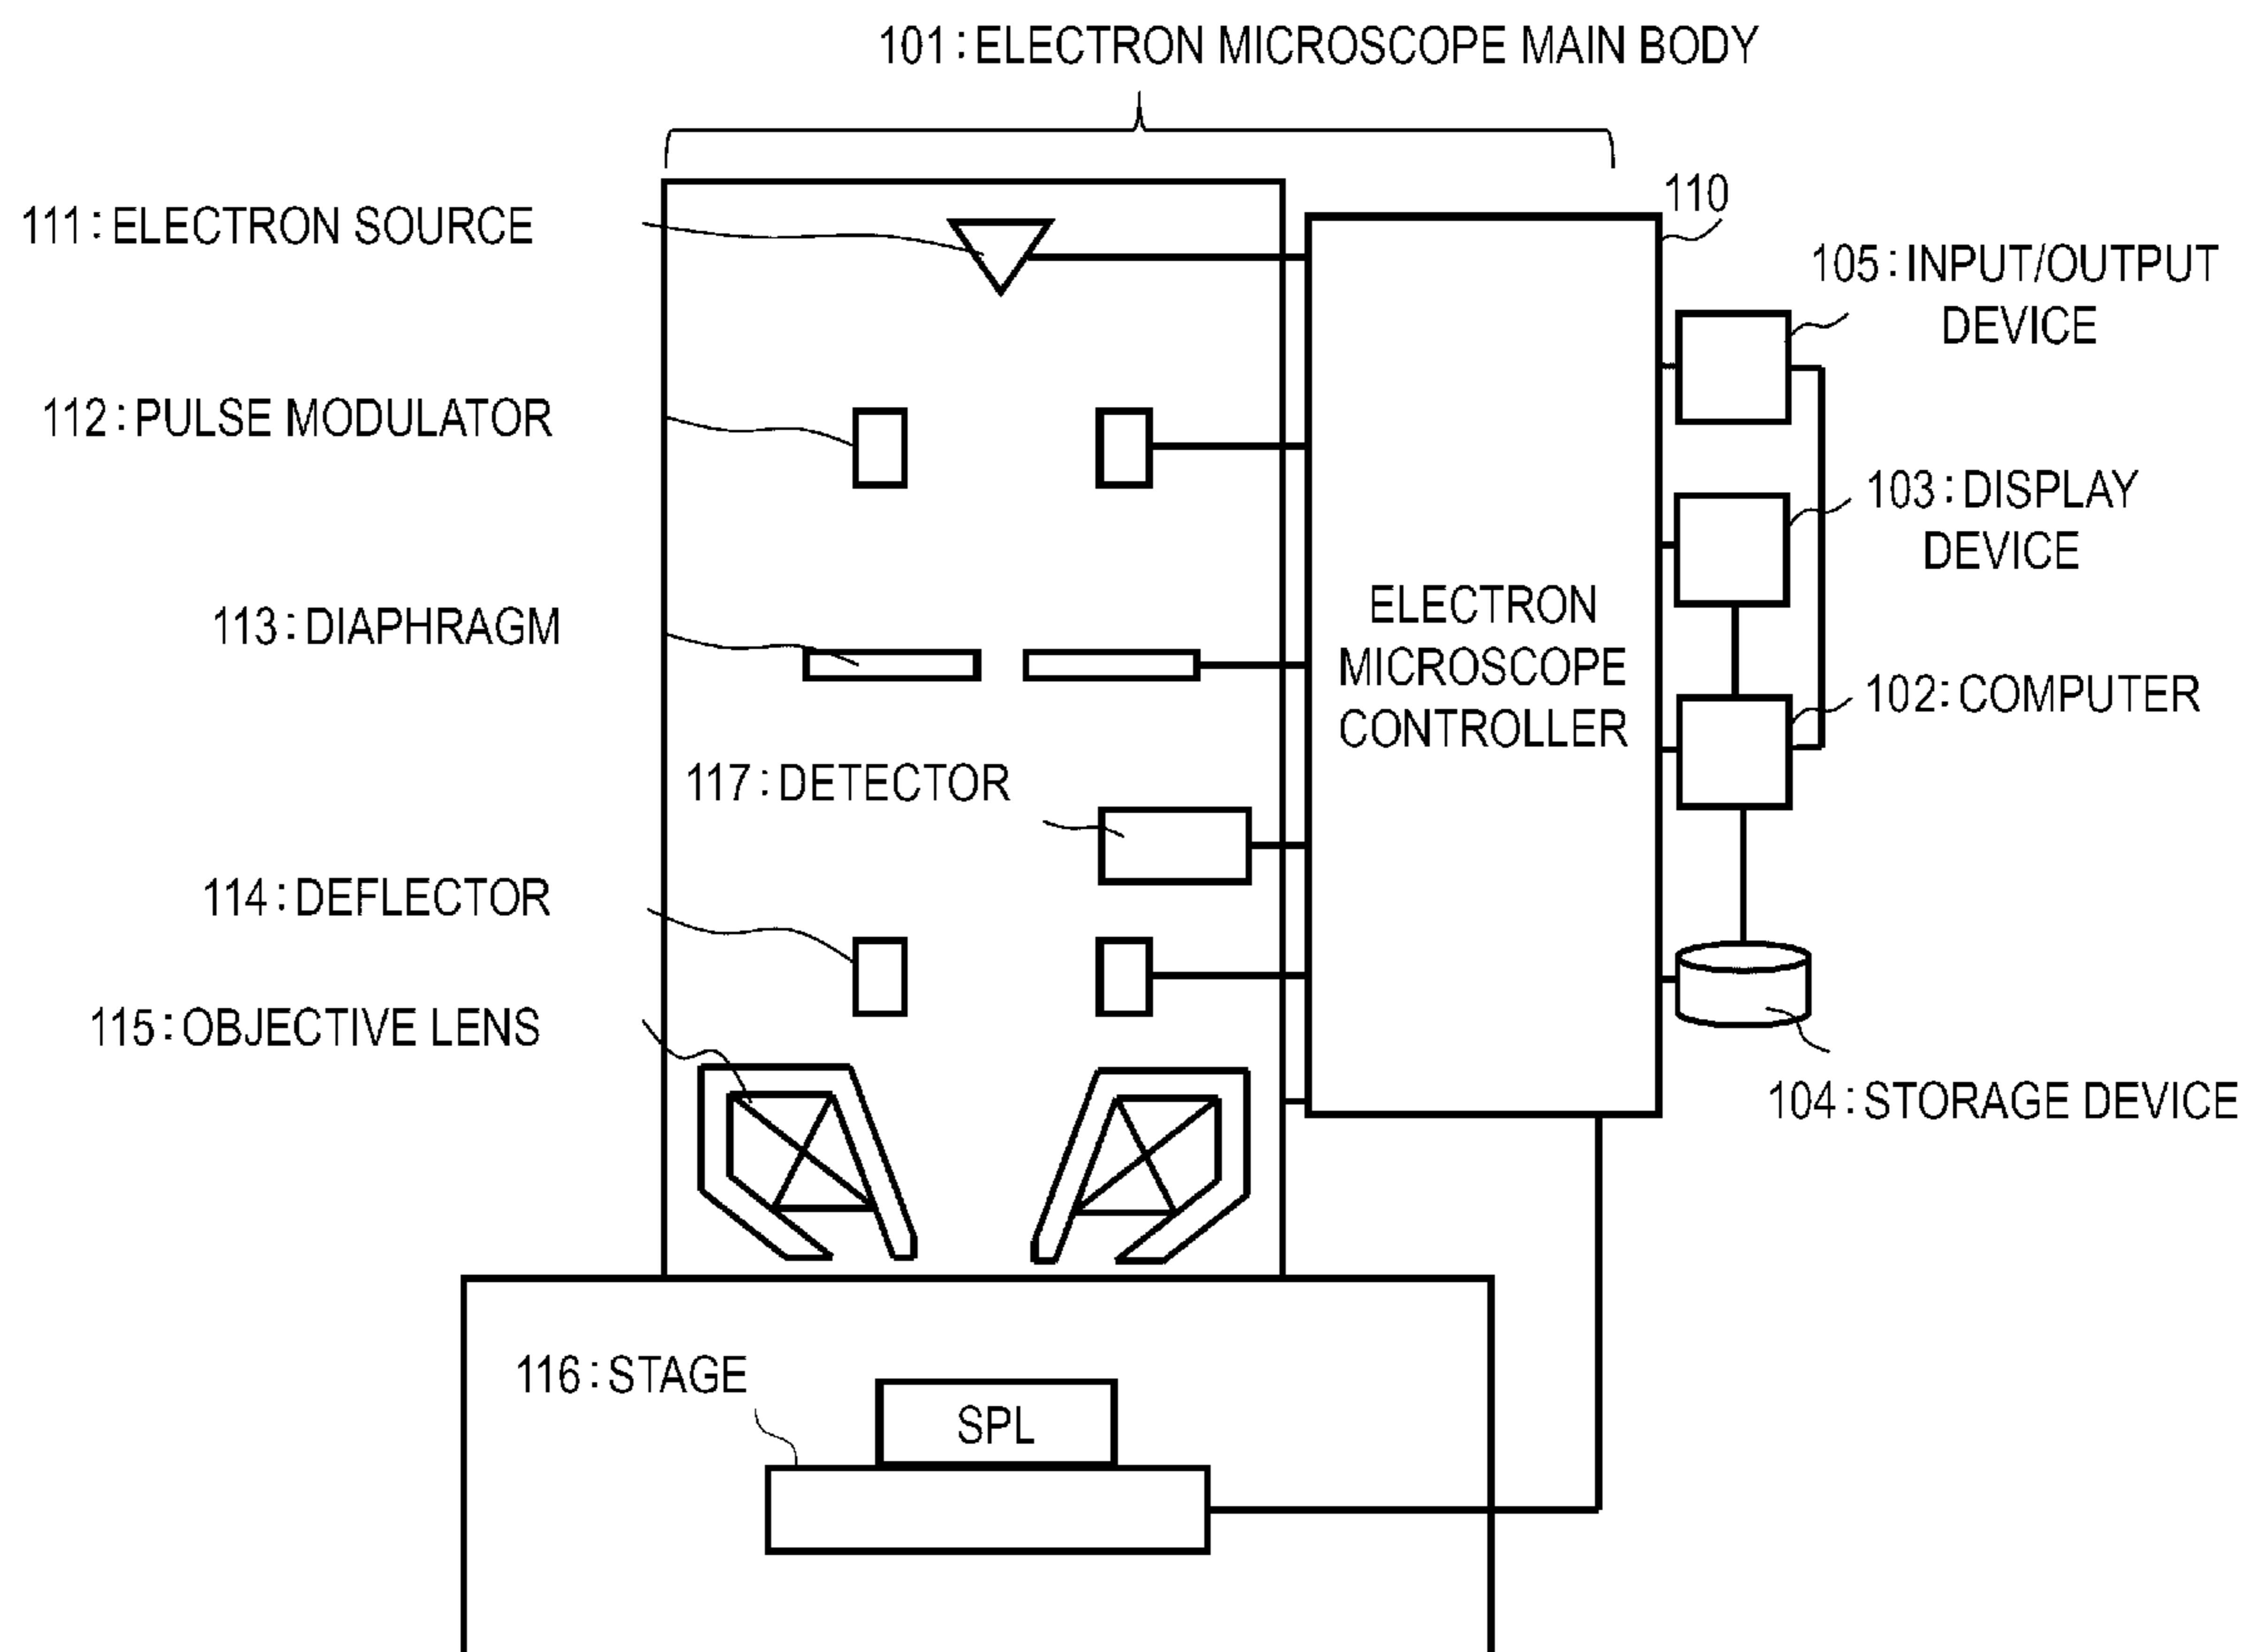 101:ELECTRON MICROSCOPE MAIN BODY
110
111:ELECTRON SOURCE
105:INPUT/OUTPUT
DEVICE
112:PULSE MODULATOR
103:DISPLAY
DEVICE
113:DIAPHRAGM
ELECTRON
MICROSCOPE
CONTROLLER
102:COMPUTER
117:DETECTOR
114:DEFLECTOR
115:OBJECTIVE LENS
104:STORAGE DEVICE
116:STAGE
SPL